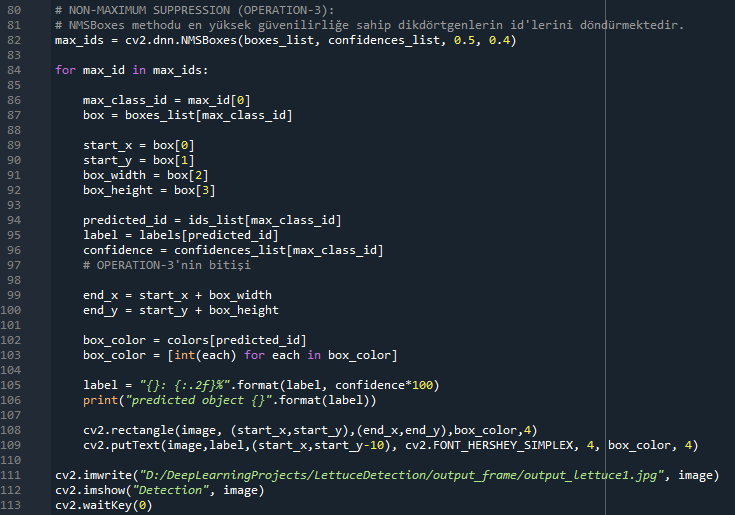 80 # NON-MAXIMUM SUPPRESSION (OPERATION-3):
81 # NMSBoxes methodu en yüksek güvenilirliğe sahip dikdörtgenlerin id'lerini döndürmektedir.
82 max_ids = cv2.dnn.NMSBoxes(boxes_list, confidences_list, 0.5, 0.4)
83
84 for max_id in max_ids:
85
86     max_class_id = max_id[0]
87     box = boxes_list[max_class_id]
88
89     start_x = box[0]
90     start_y = box[1]
91     box_width = box[2]
92     box_height = box[3]
93
94     predicted_id = ids_list[max_class_id]
95     label = labels[predicted_id]
96     confidence = confidences_list[max_class_id]
97     # OPERATION-3'nin bitişi
98
99     end_x = start_x + box_width
100     end_y = start_y + box_height
101
102     box_color = colors[predicted_id]
103     box_color = [int(each) for each in box_color]
104
105     label = "{}: {:.2f}%".format(label, confidence*100)
106     print("predicted object {}".format(label))
107
108     cv2.rectangle(image, (start_x,start_y),(end_x,end_y),box_color,4)
109     cv2.putText(image,label,(start_x,start_y-10), cv2.FONT_HERSHEY_SIMPLEX, 4, box_color, 4)
110
111 cv2.imwrite("D:/DeepLearningProjects/LettuceDetection/output_frame/output_lettuce1.jpg", image)
112 cv2.imshow("Detection", image)
113 cv2.waitKey(0)